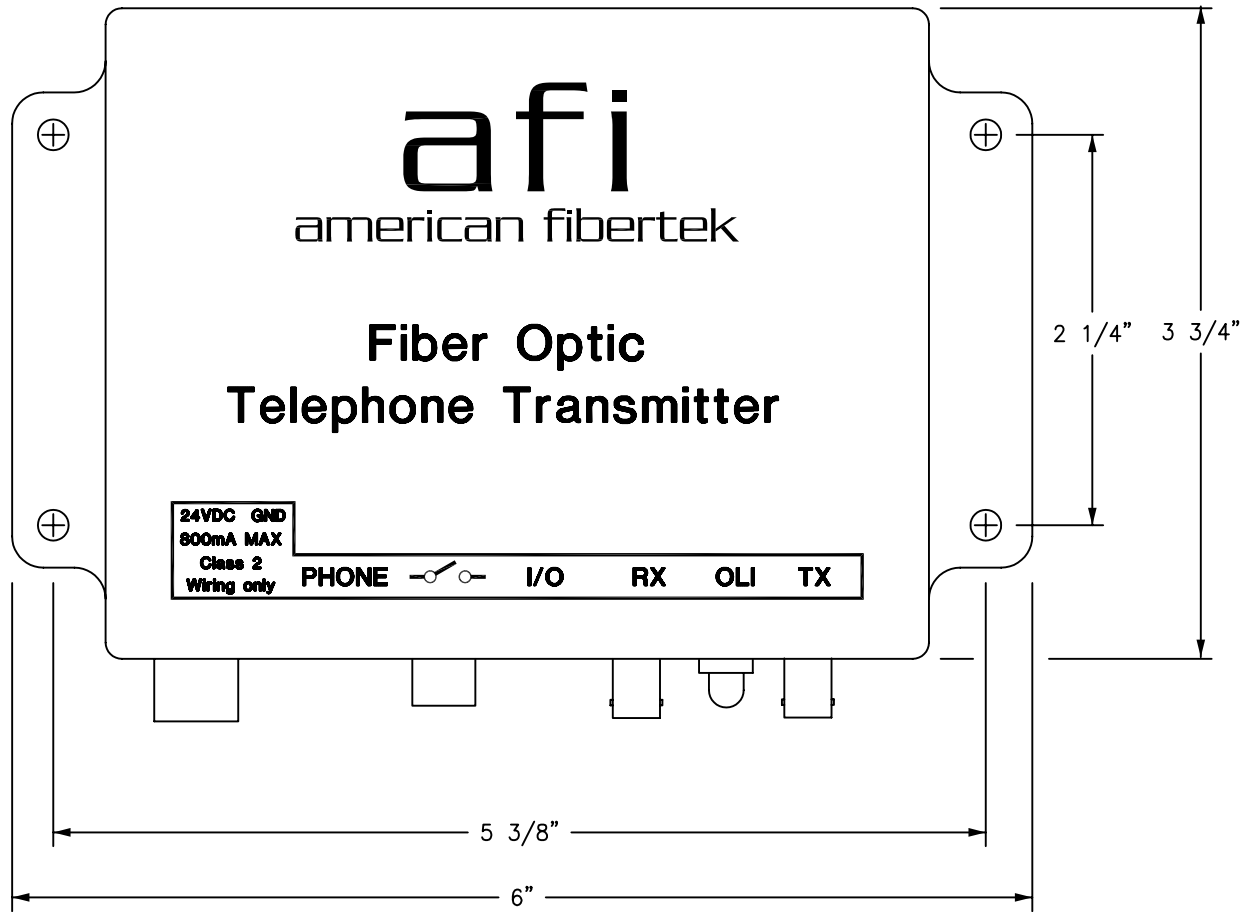 afi
american fibertek
Fiber Optic
Telephone Transmitter
2 1/4”
3 3/4”
24VDC GND
800mA MAX
Class 2
Wiring only
PHONE I/O RX OLI TX
5 3/8”
6”